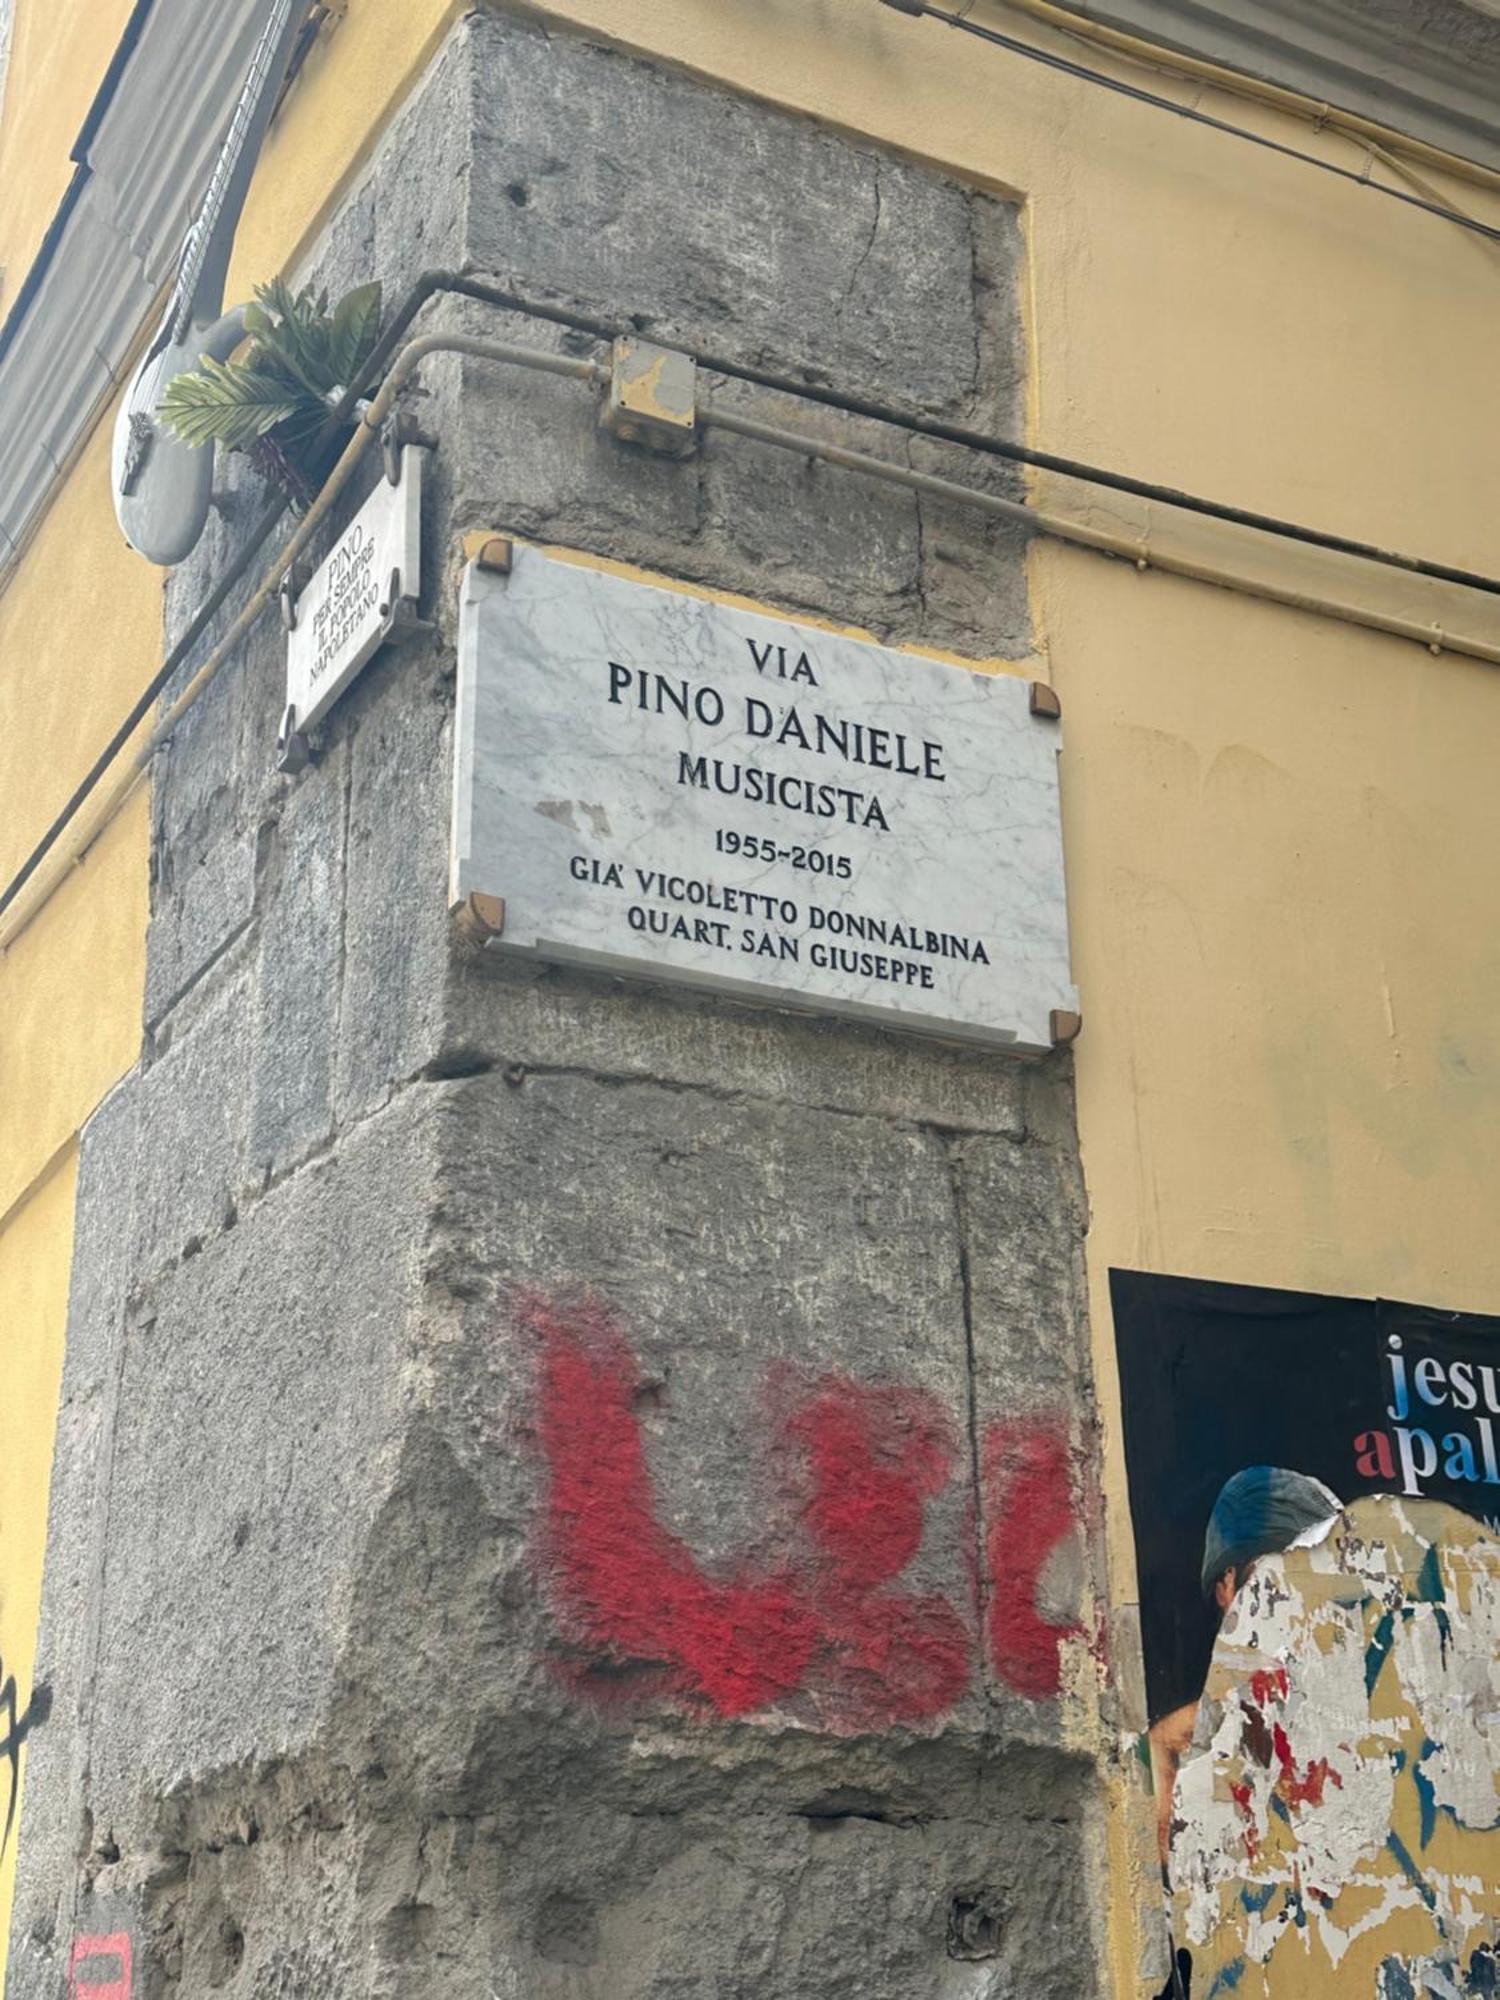 PINO
PER SEMPRE
IL POPOLO
NAPOLETANO
VIA
PINO DANIELE
MUSICISTA
1955-2015
GIA' VICOLETTO DONNALBINA
QUART. SAN GIUSEPPE
jesu
apal